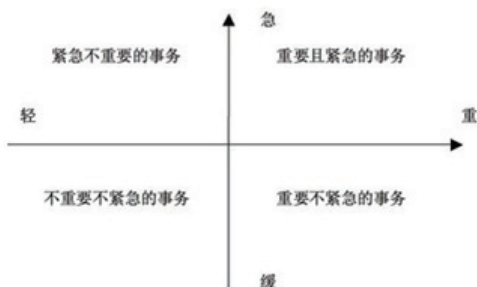 急
紧急不重要的事务
重要且紧急的事务
轻
重
不重要不紧急的事务
重要不紧急的事务
缓